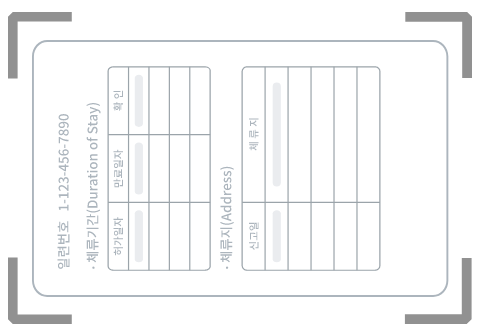 일련번호 1-123-456-7890
· 체류기간(Duration of Stay)
허가일자 만료일자 확 인
· 체류지(Address)
신고일 체 류 지